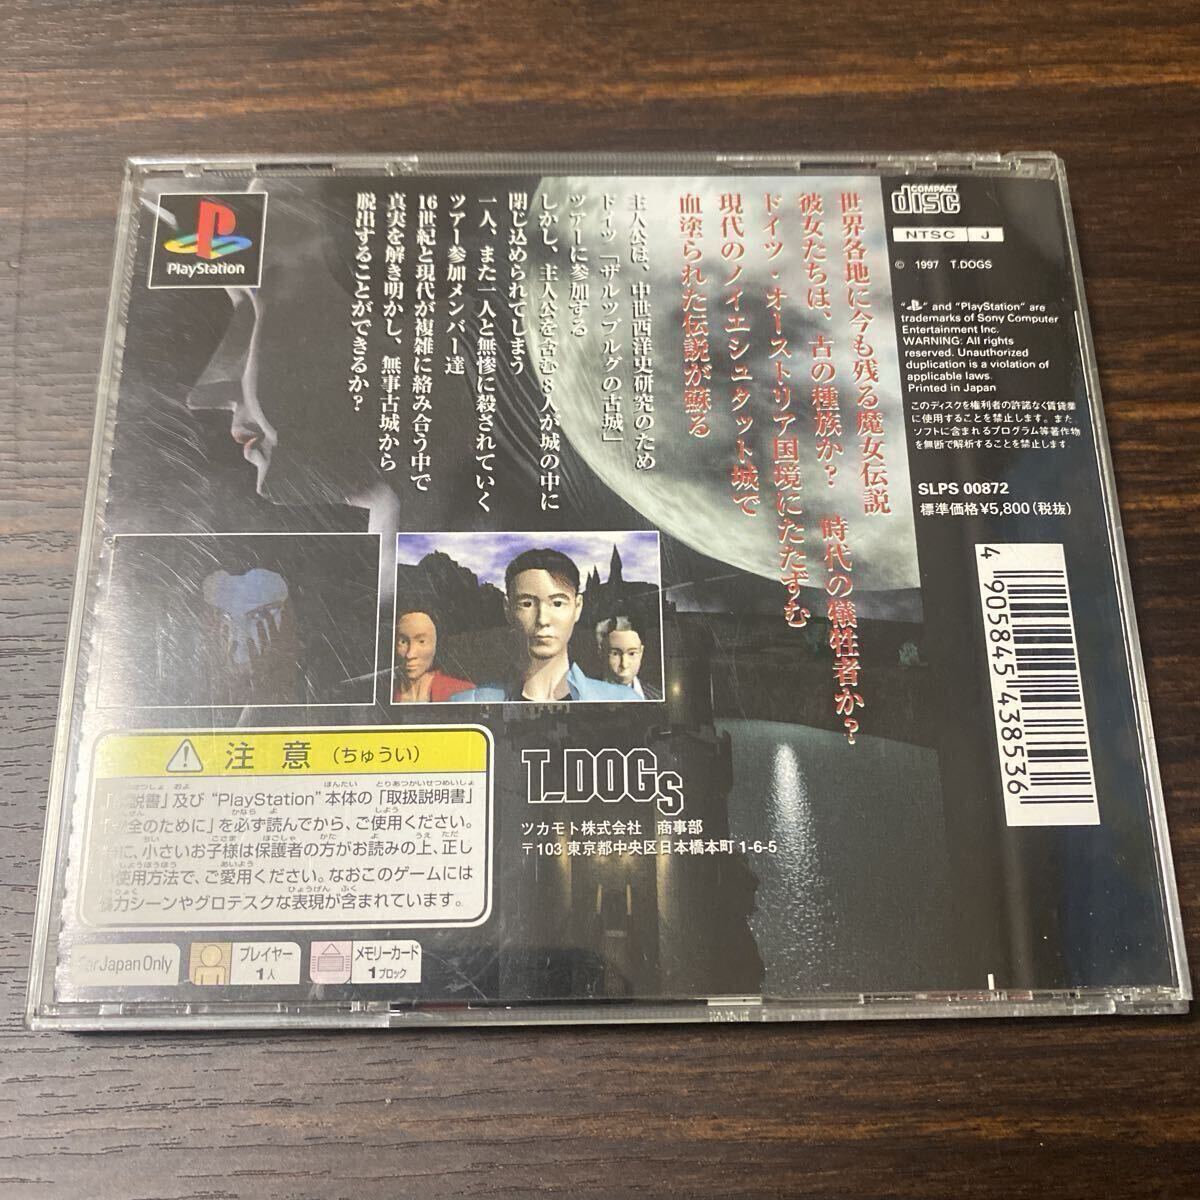 世界各地に今も残る魔女伝説
彼女たちは、古の種族か? 時代の犠牲者か?
ドイツ・オーストリア国境にたたずむ
現代のノイエシュタット城で
血塗られた伝説が蘇る
主人公は、中世西洋史研究のため
ドイツ「ザルツブルグの古城」
ツアーに参加する
しかし、主人公を含む8人が城の中に
閉じ込められてしまう
一人、また一人と無惨に殺されていく
ツアー参加メンバー達
16世紀と現代が複雑に絡み合う中で
真実を解き明かし、無事古城から
脱出することができるか?
PlayStation
COMPACT
disc
NTSC J
© 1997 T.DOGS
" " and "PlayStation" are
trademarks of Sony Computer
Entertainment Inc.
WARNING: All rights
reserved. Unauthorized
duplication is a violation of
applicable laws.
Printed in Japan
このディスクを権利者の許諾なく賃貸業
に使用することを禁止します。また
ソフトに含まれるプログラム等著作物
を無断で解析することを禁止します
SLPS 00872
標準価格¥5,800(税抜)
4 905845 438536
T.DOGS
ツカモト株式会社 商事部
〒103 東京都中央区日本橋本町 1-6-5
注意(ちゅうい)
説書」及び"PlayStation"本体の「取扱説明書」
全のために」を必ず読んでから、ご使用ください。
に、小さいお子様は保護者の方がお読みの上、正し
使用方法で、ご愛用ください。なおこのゲームには
力シーンやグロテスクな表現が含まれています。
For Japan Only
プレイヤー
1人
メモリーカード
1ブロック